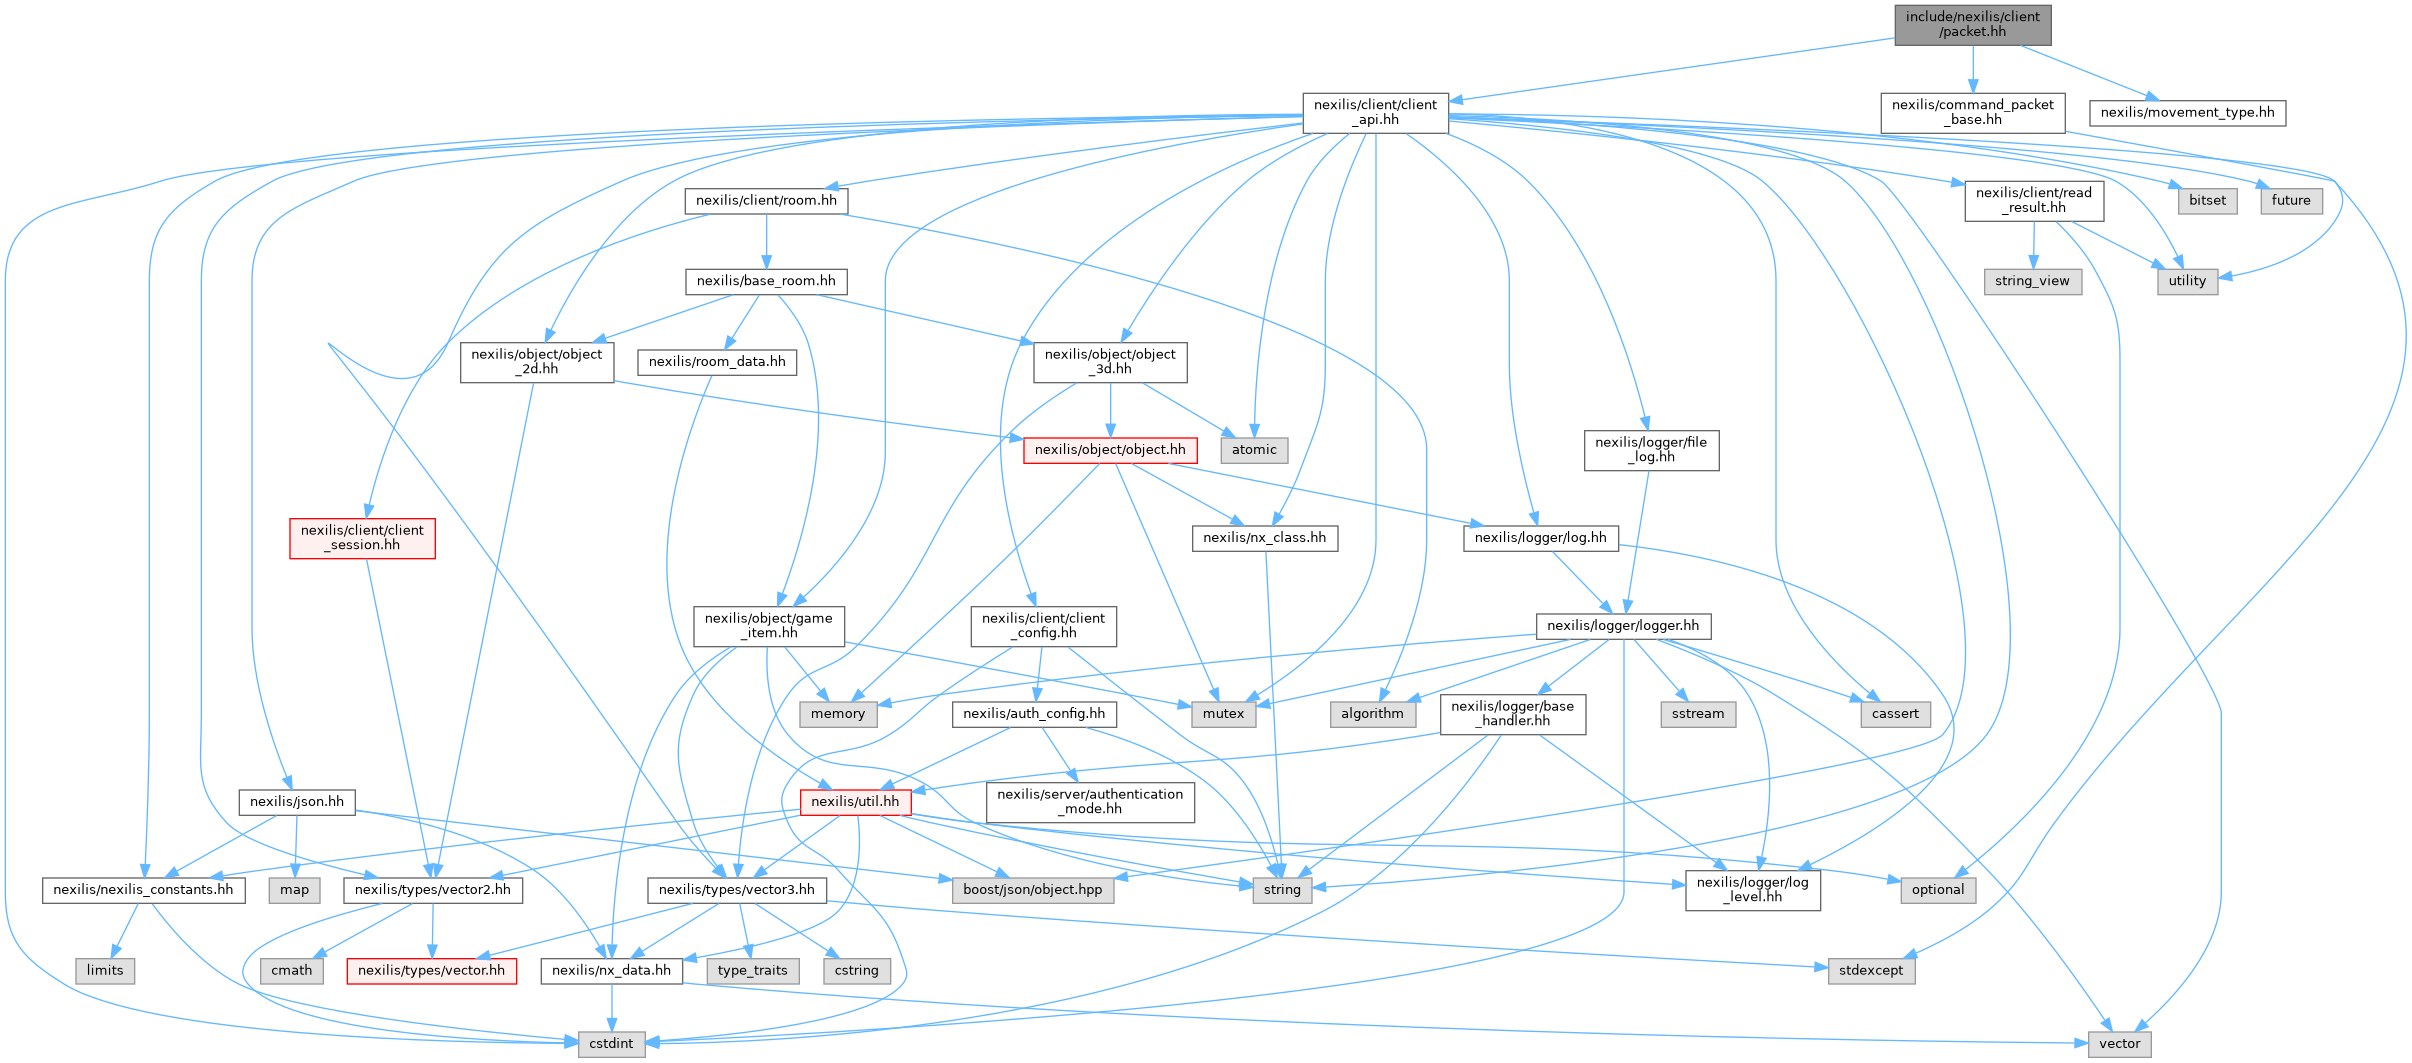 include/nexilis/client
/packet.hh
nexilis/client/client
_api.hh
nexilis/command_packet
_base.hh
nexilis/movement_type.hh
nexilis/client/room.hh
nexilis/client/read
_result.hh
bitset
future
nexilis/base_room.hh
string_view
utility
nexilis/object/object
_2d.hh
nexilis/room_data.hh
nexilis/object/object
_3d.hh
nexilis/object/object.hh
atomic
nexilis/logger/file
_log.hh
nexilis/client/client
_session.hh
nexilis/nx_class.hh
nexilis/logger/log.hh
nexilis/object/game
_item.hh
nexilis/client/client
_config.hh
nexilis/logger/logger.hh
memory
nexilis/auth_config.hh
mutex
algorithm
nexilis/logger/base
_handler.hh
sstream
cassert
nexilis/json.hh
nexilis/util.hh
nexilis/server/authentication
_mode.hh
nexilis/nexilis_constants.hh
map
nexilis/types/vector2.hh
nexilis/types/vector3.hh
boost/json/object.hpp
string
nexilis/logger/log
_level.hh
optional
limits
cmath
nexilis/types/vector.hh
nexilis/nx_data.hh
type_traits
cstring
stdexcept
cstdint
vector